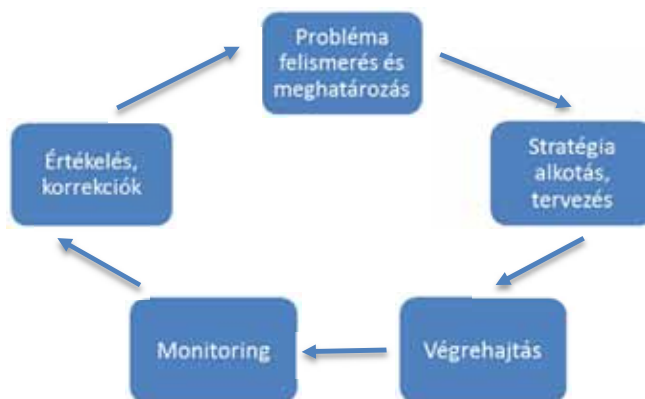 Probléma
felismerés és
meghatározás
Stratégia
alkotás,
tervezés
Végrehajtás
Monitoring
Értékelés,
korrekciók